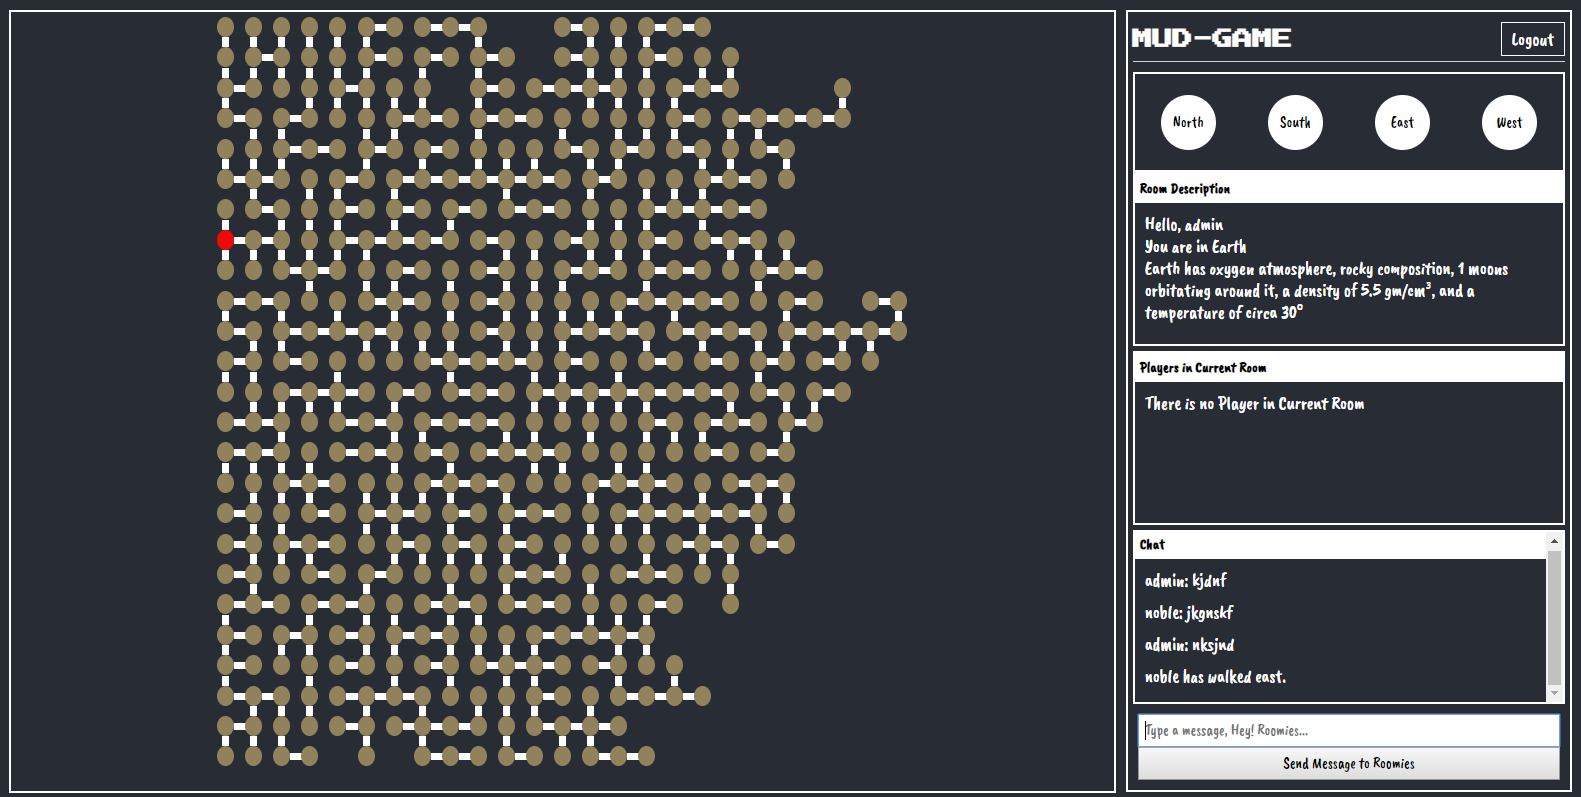 MUD-GAME
Logout
North South East West
Room Description
Hello, admin
You are in Earth
Earth has oxygen atmosphere, rocky composition, 1 moons
orbitating around it, a density of 5.5 gm/cm³, and a
temperature of circa 30°
Players in Current Room
There is no Player in Current Room
Chat
admin: kjdnf
noble: jkgnskf
admin: nksjnd
noble has walked east.
Type a message, Hey! Roomies...
Send Message to Roomies